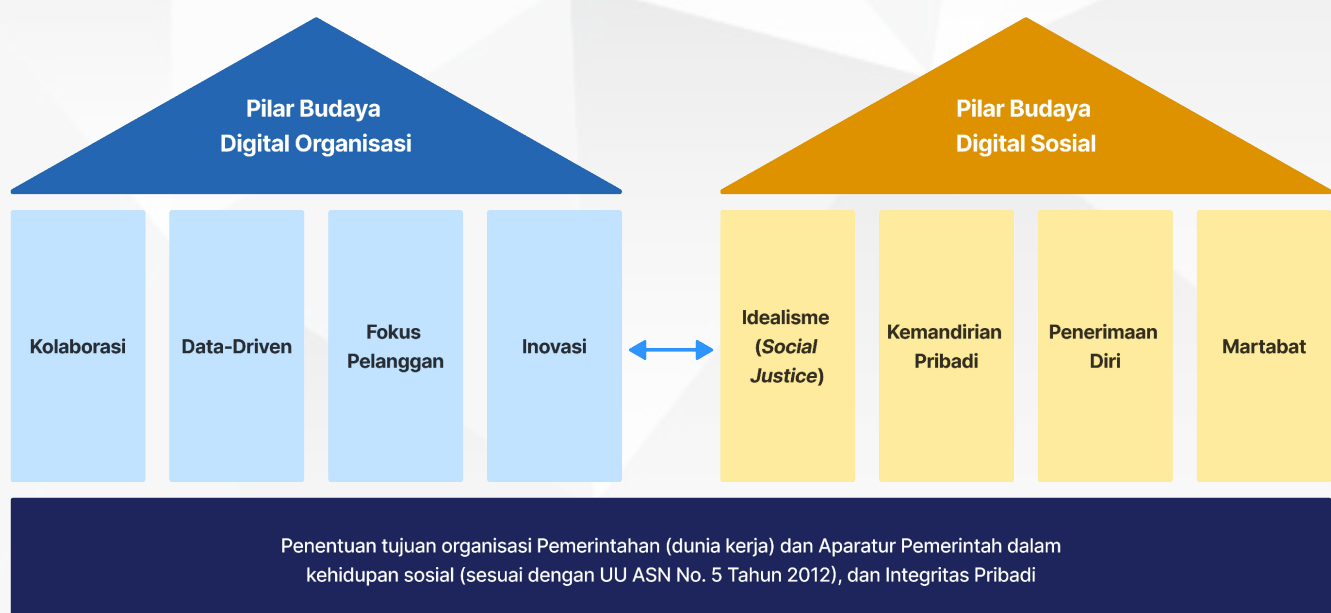 Pilar Budaya
Digital Organisasi
Pilar Budaya
Digital Sosial
Kolaborasi
Data-Driven
Fokus
Pelanggan
Inovasi
Idealisme
(Social
Justice)
Kemandirian
Pribadi
Penerimaan
Diri
Martabat
Penentuan tujuan organisasi Pemerintahan (dunia kerja) dan Aparatur Pemerintah dalam
kehidupan sosial (sesuai dengan UU ASN No. 5 Tahun 2012), dan Integritas Pribadi